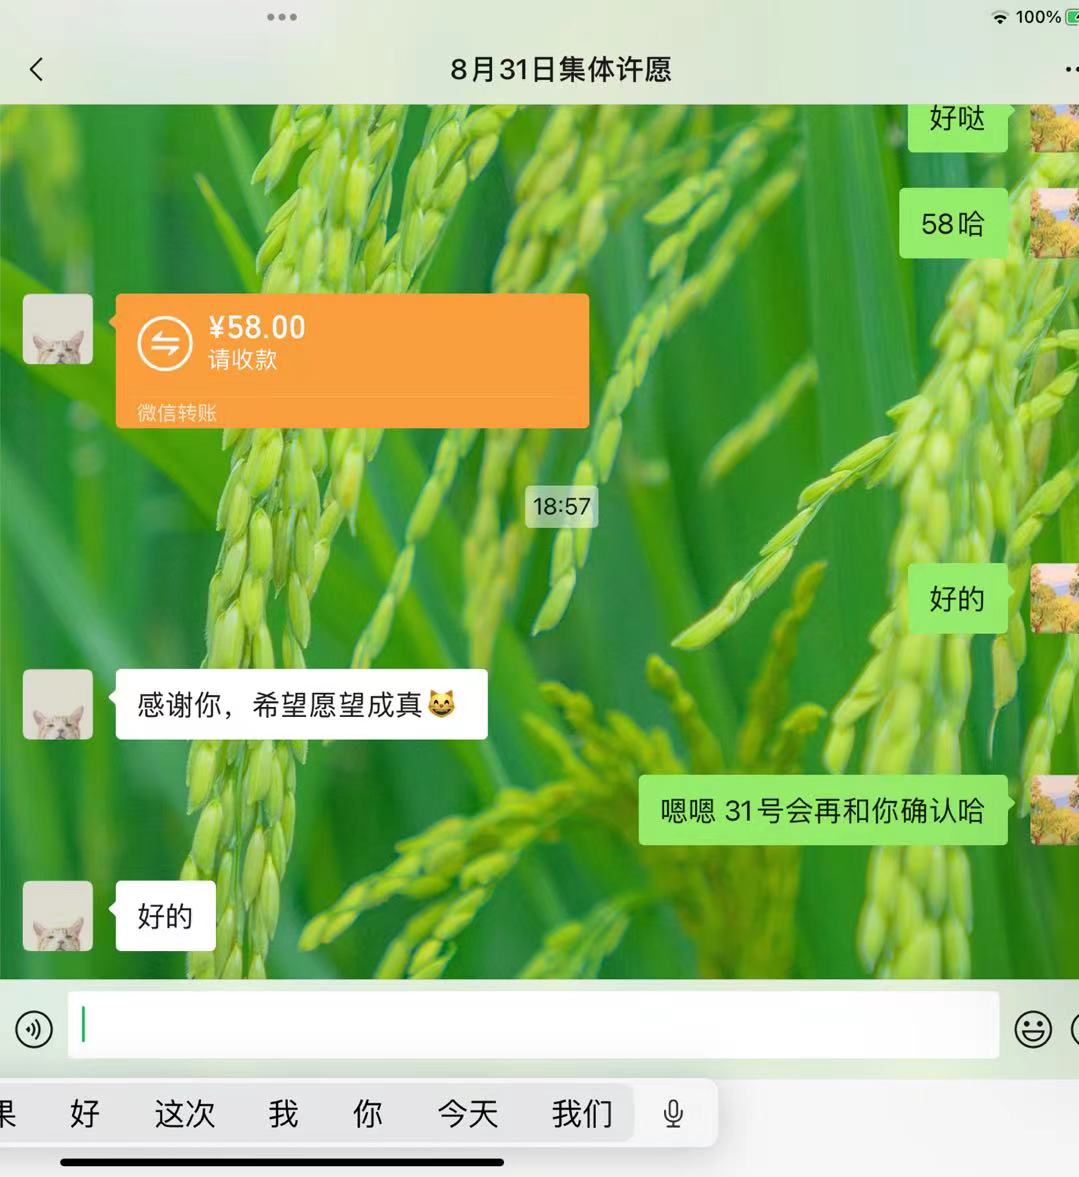 100%
8月31日集体许愿
好哒
58哈
¥58.00
请收款
微信转账
18:57
好的
感谢你，希望愿望成真😸
嗯嗯 31号会再和你确认哈
好的
果 好 这次 我 你 今天 我们